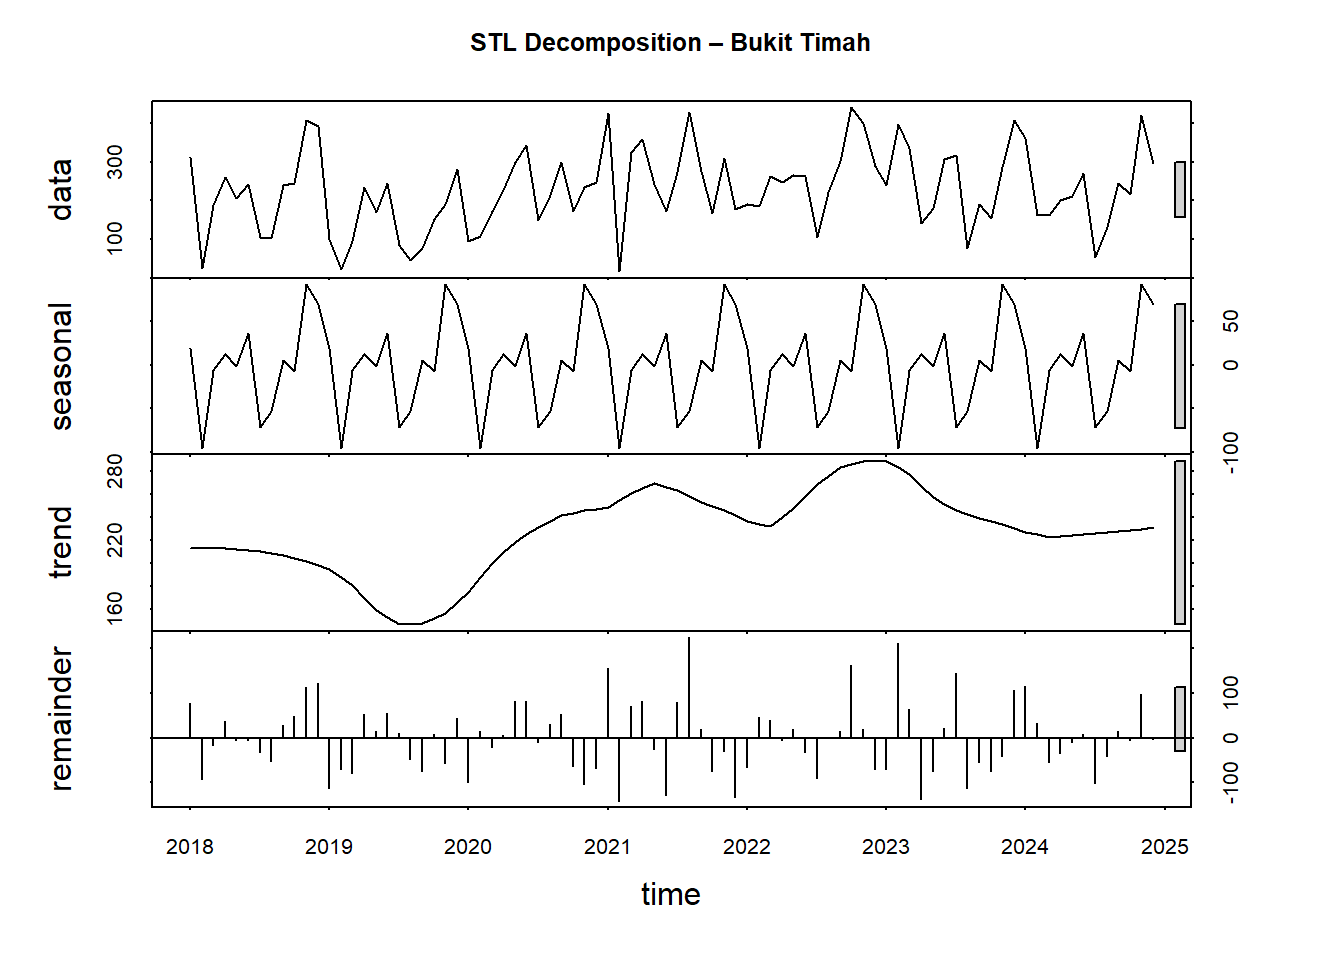 STL Decomposition – Bukit Timah
data
100 300
seasonal
-100 0 50
trend
160 220 280
remainder
-100 0 100
2018 2019 2020 2021 2022 2023 2024 2025
time